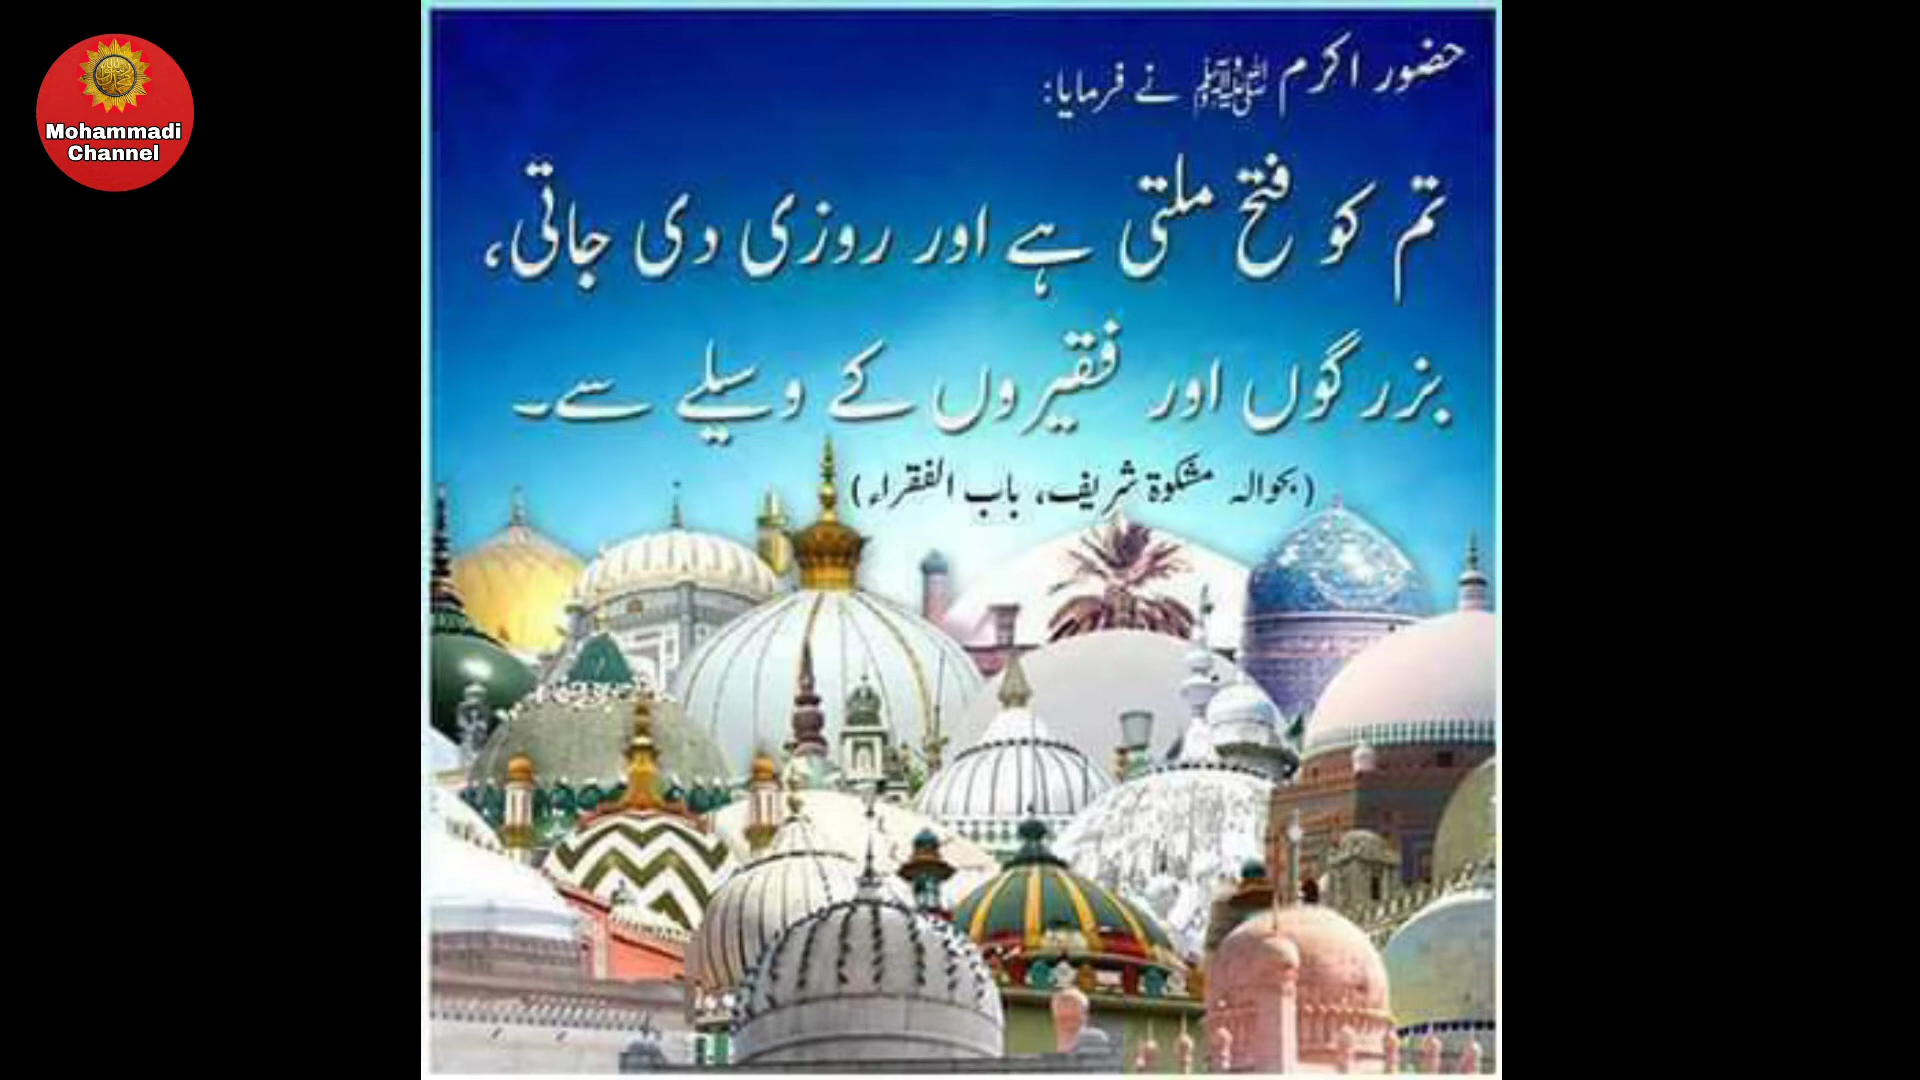 Mohammadi
Channel
حضور اکرم ﷺ نے فرمایا:
تم کو فتح ملتی ہے اور روزی دی جاتی،
بزرگوں اور فقیروں کے وسیلے سے۔
(بحوالہ مشکوۃ شریف، باب الفقراء)